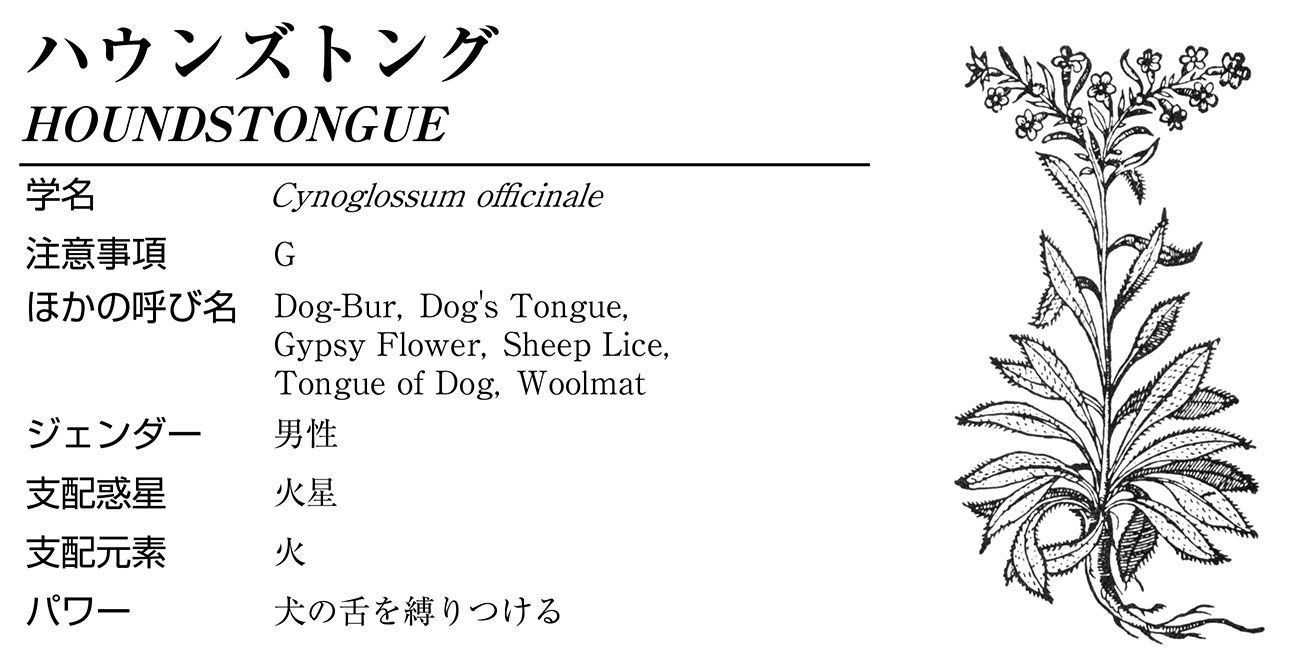 ハウンズトング
HOUNDSTONGUE
学名 Cynoglossum officinale
注意事項 G
ほかの呼び名 Dog-Bur, Dog's Tongue,
Gypsy Flower, Sheep Lice,
Tongue of Dog, Woolmat
ジェンダー 男性
支配惑星 火星
支配元素 火
パワー 犬の舌を縛りつける